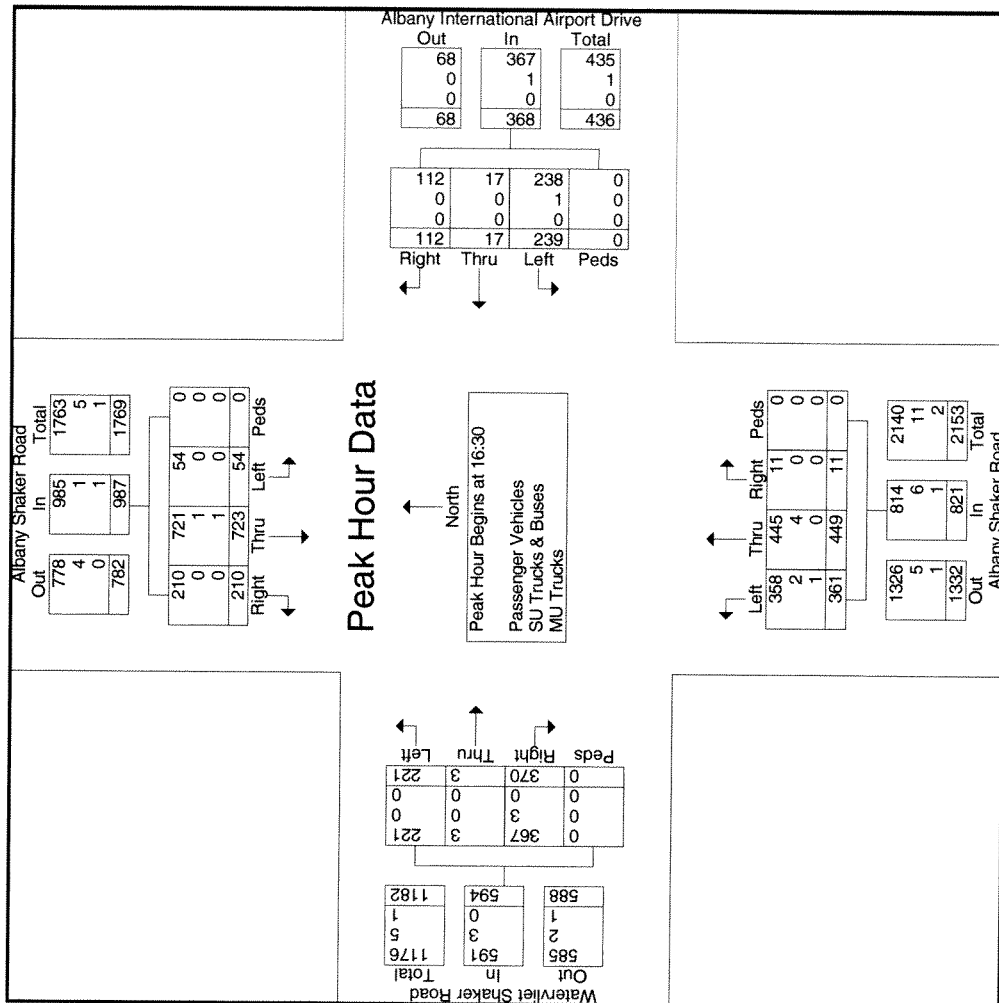 Albany International Airport Drive
Out In Total
68 367 435
0 1 1
0 0 0
68 368 436
112 17 238 0
0 0 1 0
0 0 0 0
112 17 239 0
Right Thru Left Peds
Albany Shaker Road
Out In Total
778 985 1763
4 1 5
0 1 1
782 987 1769
210 721 54 0
0 1 0 0
0 1 0 0
210 723 54 0
Right Thru Left Peds
Peak Hour Data
North
Peak Hour Begins at 16:30
Passenger Vehicles
SU Trucks & Buses
MU Trucks
Left Thru Right Peds
358 445 11 0
2 4 0 0
1 0 0 0
361 449 11 0
1326 814 2140
5 6 11
1 1 2
1332 821 2153
Out In Total
Albany Shaker Road
Peds Right Thru Left
0 370 3 221
0 0 0 0
0 3 0 0
0 367 3 221
588 594 1182
1 0 1
2 3 5
585 591 1176
Out In Total
Watervliet Shaker Road